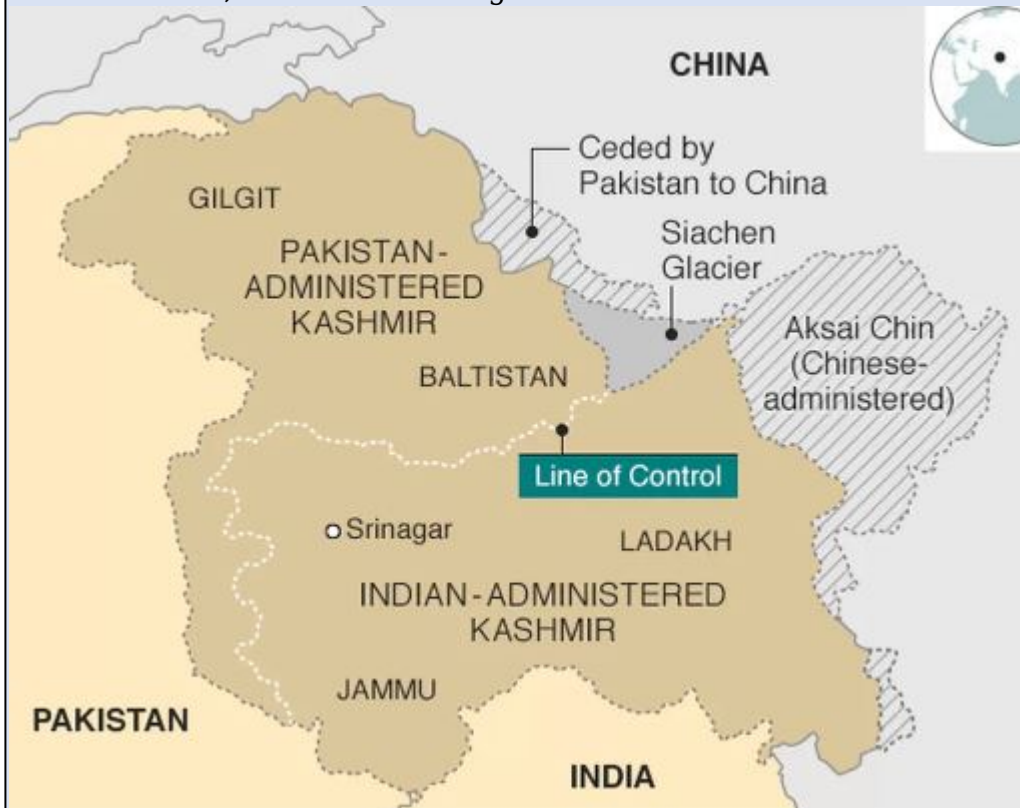 CHINA
Ceded by
Pakistan to China
GILGIT
Siachen
Glacier
PAKISTAN-
ADMINISTERED
KASHMIR
Aksai Chin
(Chinese-
administered)
BALTISTAN
Line of Control
Srinagar
LADAKH
INDIAN-ADMINISTERED
KASHMIR
JAMMU
PAKISTAN
INDIA